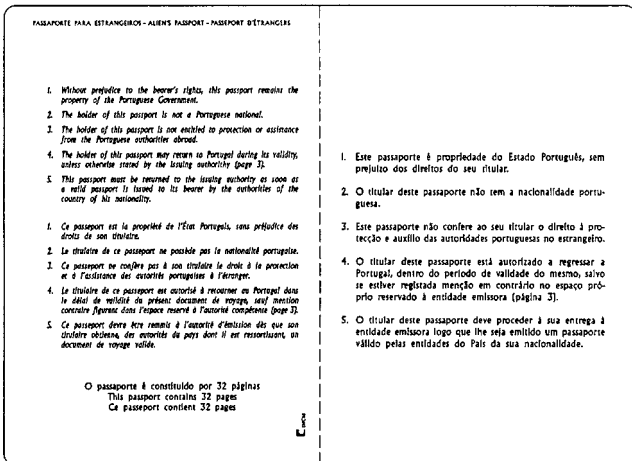 PASSAPORTE PARA ESTRANGEIROS – ALIEN'S PASSPORT – PASSEPORT D'ÉTRANGERS
1. Without prejudice to the bearer's rights, this passport remains the
property of the Portuguese Government.
2. The holder of this passport is not a Portuguese national.
3. The holder of this passport is not entitled to protection or assistance
from the Portuguese authorities abroad.
4. The holder of this passport may return to Portugal during its validity,
unless otherwise stated by the issuing authorithy (page 3).
5. This passport must be returned to the issuing authority as soon as
a valid passport is issued to its bearer by the authorities of the
country of his nationality.
1. Ce passeport est la propriété de l'État Portugais, sans préjudice des
droits de son titulaire.
2. Le titulaire de ce passeport ne possède pas la nationalité portugaise.
3. Ce passeport ne confère pas à son titulaire le droit à la protection
et à l'assistance des autorités portugaises à l'étranger.
4. Le titulaire de ce passeport est autorisé à retourner au Portugal dans
le délai de validité du présent document de voyage, sauf mention
contraire figurant dans l'espace reservé à l'autorité compétente (page 3).
5. Ce passeport devra être remmis à l'autorité d'émission dès que son
titulaire obtienne, des autorités du pays dont il est ressortissant, un
document de voyage valide.
O passaporte é constituído por 32 páginas
This passport contains 32 pages
Ce passeport contient 32 pages
INCM
1. Este passaporte é propriedade do Estado Português, sem
prejuízo dos direitos do seu titular.
2. O titular deste passaporte não tem a nacionalidade portu-
guesa.
3. Este passaporte não confere ao seu titular o direito à pro-
tecção e auxílio das autoridades portuguesas no estrangeiro.
4. O titular deste passaporte está autorizado a regressar a
Portugal, dentro do período de validade do mesmo, salvo
se estiver registada menção em contrário no espaço pró-
prio reservado à entidade emissora (página 3).
5. O titular deste passaporte deve proceder à sua entrega à
entidade emissora logo que lhe seja emitido um passaporte
válido pelas entidades do País da sua nacionalidade.